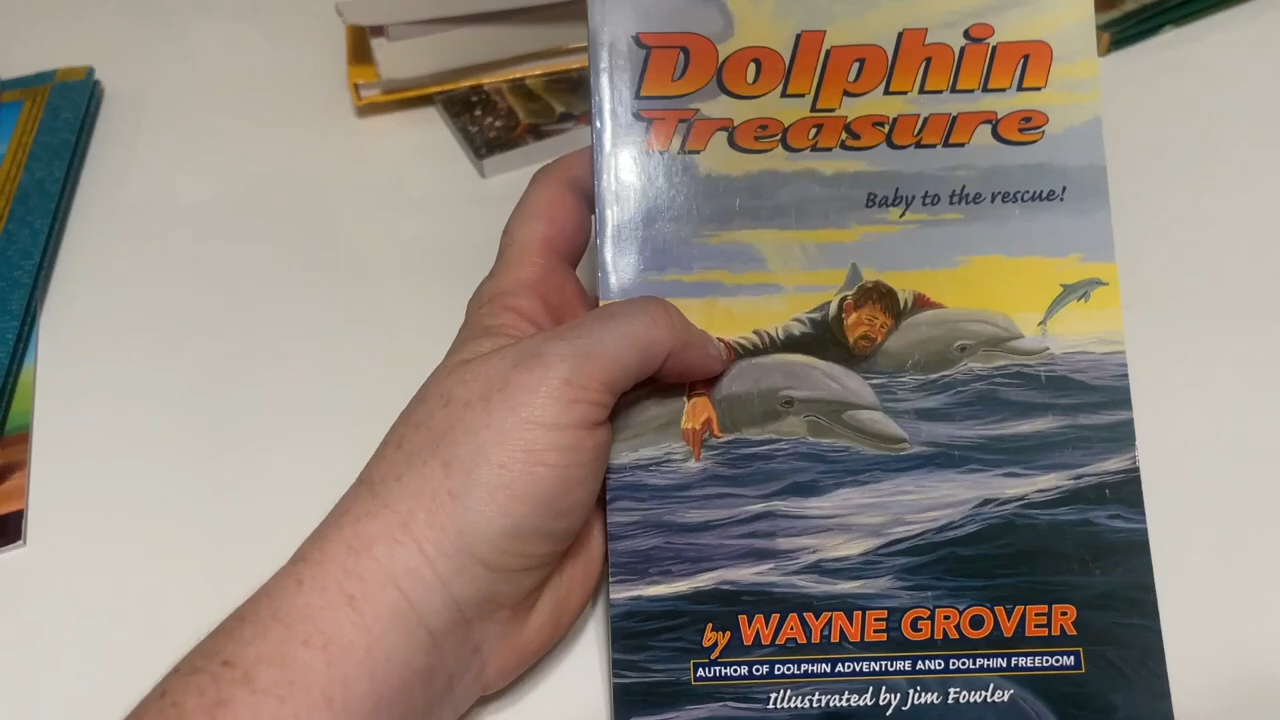 Dolphin
Treasure
Baby to the rescue!
by WAYNE GROVER
AUTHOR OF DOLPHIN ADVENTURE AND DOLPHIN FREEDOM
Illustrated by Jim Fowler